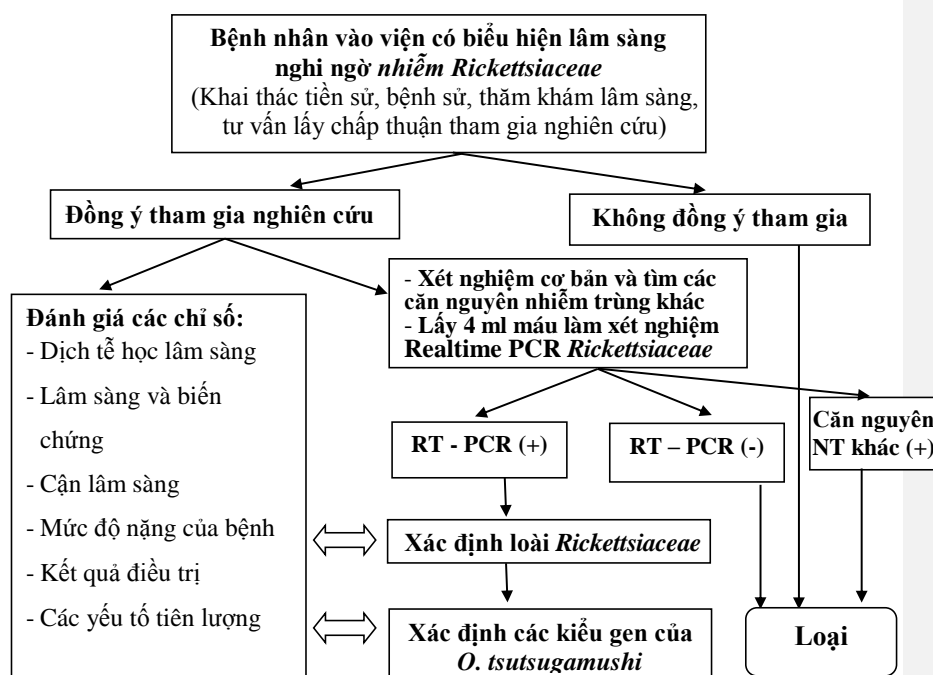 Bệnh nhân vào viện có biểu hiện lâm sàng
nghi ngờ nhiễm Rickettsiaceae
(Khai thác tiền sử, bệnh sử, thăm khám lâm sàng,
tư vấn lấy chấp thuận tham gia nghiên cứu)
Đồng ý tham gia nghiên cứu
Không đồng ý tham gia
Đánh giá các chỉ số:
- Dịch tễ học lâm sàng
- Lâm sàng và biến
chứng
- Cận lâm sàng
- Mức độ nặng của bệnh
- Kết quả điều trị
- Các yếu tố tiên lượng
- Xét nghiệm cơ bản và tìm các
căn nguyên nhiễm trùng khác
- Lấy 4 ml máu làm xét nghiệm
Realtime PCR Rickettsiaceae
RT - PCR (+)
RT – PCR (-)
Căn nguyên
NT khác (+)
Xác định loài Rickettsiaceae
Xác định các kiểu gen của
O. tsutsugamushi
Loại